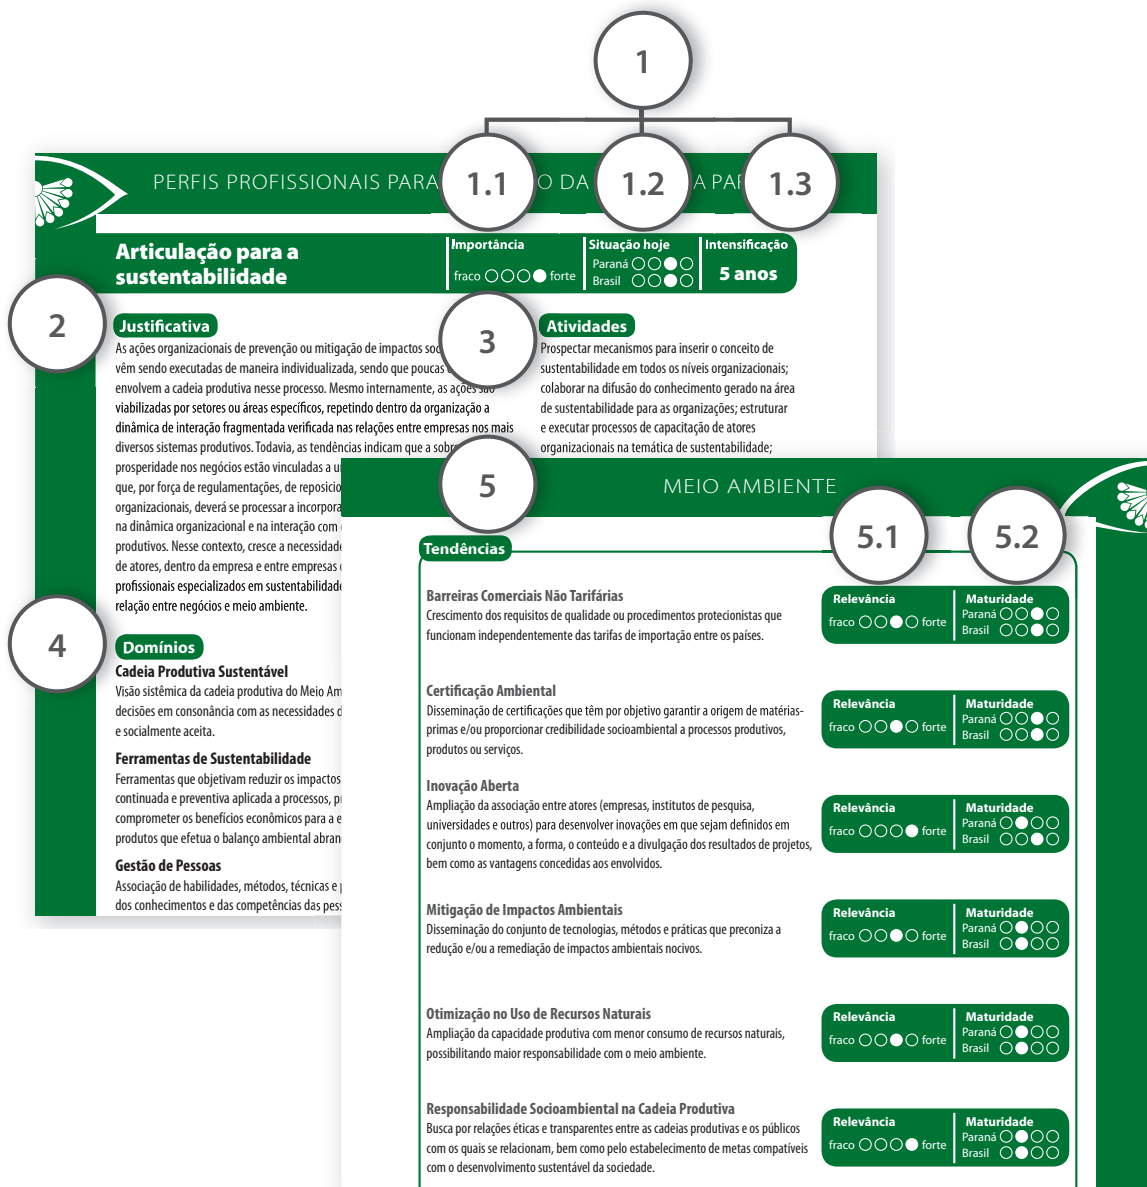 1
1.1
1.2
1.3
PERFIS PROFISSIONAIS PARA O DA A PA
Articulação para a
sustentabilidade
Importância
fraco forte
Situação hoje
Paraná
Brasil
Intensificação
5 anos
2
Justificativa
As ações organizacionais de prevenção ou mitigação de impactos
vêm sendo executadas de maneira individualizada, sendo que poucas
envolvem a cadeia produtiva nesse processo. Mesmo internamente, as ações são
viabilizadas por setores ou áreas específicos, repetindo dentro da organização a
dinâmica de interação fragmentada verificada nas relações entre empresas nos mais
diversos sistemas produtivos. Todavia, as tendências indicam que a
prosperidade nos negócios estão vinculadas a
que, por força de regulamentações, de
organizacionais, deverá se processar a
na dinâmica organizacional e na interação com
produtivos. Nesse contexto, cresce a necessidade
de atores, dentro da empresa e entre empresas
profissionais especializados em sustentabilidade
relação entre negócios e meio ambiente.
3
Atividades
Prospectar mecanismos para inserir o conceito de
sustentabilidade em todos os níveis organizacionais;
colaborar na difusão do conhecimento gerado na área
de sustentabilidade para as organizações; estruturar
e executar processos de capacitação de atores
organizacionais na temática de sustentabilidade;
4
Domínios
Cadeia Produtiva Sustentável
Visão sistêmica da cadeia produtiva do Meio
decisões em consonância com as necessidades
e socialmente aceita.
Ferramentas de Sustentabilidade
Ferramentas que objetivam reduzir os impactos
continuada e preventiva aplicada a processos,
comprometer os benefícios econômicos para a
produtos que efetua o balanço ambiental
Gestão de Pessoas
Associação de habilidades, métodos, técnicas e
dos conhecimentos e das competências das
5
MEIO AMBIENTE
5.1
5.2
Tendências
Barreiras Comerciais Não Tarifárias
Crescimento dos requisitos de qualidade ou procedimentos protecionistas que
funcionam independentemente das tarifas de importação entre os países.
Relevância
fraco forte
Maturidade
Paraná
Brasil
Certificação Ambiental
Disseminação de certificações que têm por objetivo garantir a origem de matérias-
primas e/ou proporcionar credibilidade socioambiental a processos produtivos,
produtos ou serviços.
Relevância
fraco forte
Maturidade
Paraná
Brasil
Inovação Aberta
Ampliação da associação entre atores (empresas, institutos de pesquisa,
universidades e outros) para desenvolver inovações em que sejam definidos em
conjunto o momento, a forma, o conteúdo e a divulgação dos resultados de projetos,
bem como as vantagens concedidas aos envolvidos.
Relevância
fraco forte
Maturidade
Paraná
Brasil
Mitigação de Impactos Ambientais
Disseminação do conjunto de tecnologias, métodos e práticas que preconiza a
redução e/ou a remediação de impactos ambientais nocivos.
Relevância
fraco forte
Maturidade
Paraná
Brasil
Otimização no Uso de Recursos Naturais
Ampliação da capacidade produtiva com menor consumo de recursos naturais,
possibilitando maior responsabilidade com o meio ambiente.
Relevância
fraco forte
Maturidade
Paraná
Brasil
Responsabilidade Socioambiental na Cadeia Produtiva
Busca por relações éticas e transparentes entre as cadeias produtivas e os públicos
com os quais se relacionam, bem como pelo estabelecimento de metas compatíveis
com o desenvolvimento sustentável da sociedade.
Relevância
fraco forte
Maturidade
Paraná
Brasil